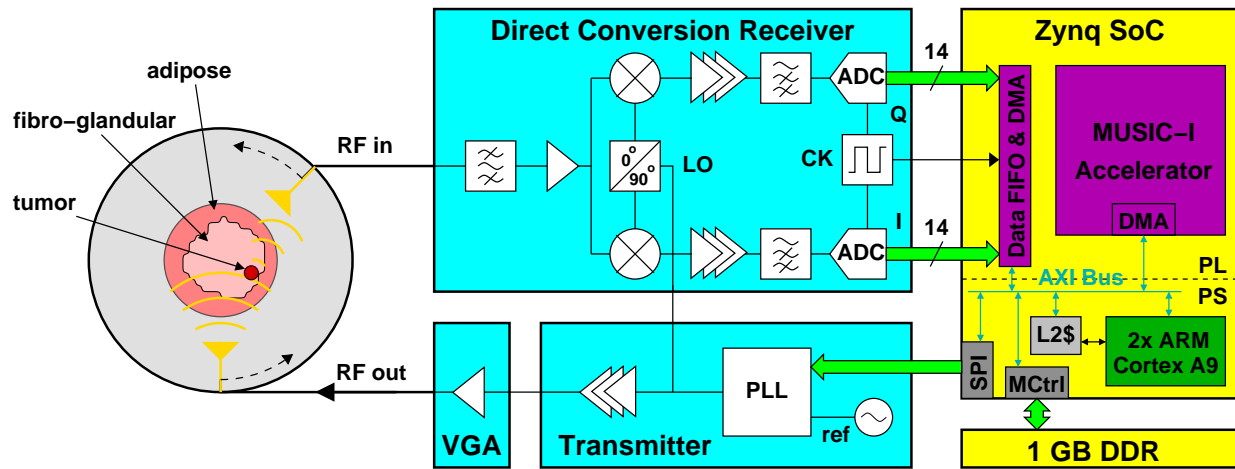 Direct Conversion Receiver
Zynq SoC
adipose
fibro–glandular
tumor
RF in
RF out
0°
90°
LO
ADC
Q
CK
I
ADC
14
14
Data FIFO & DMA
MUSIC–I
Accelerator
DMA
AXI Bus
PL
PS
L2$
2x ARM
Cortex A9
SPI
MCtrl
PLL
ref
VGA
Transmitter
1 GB DDR